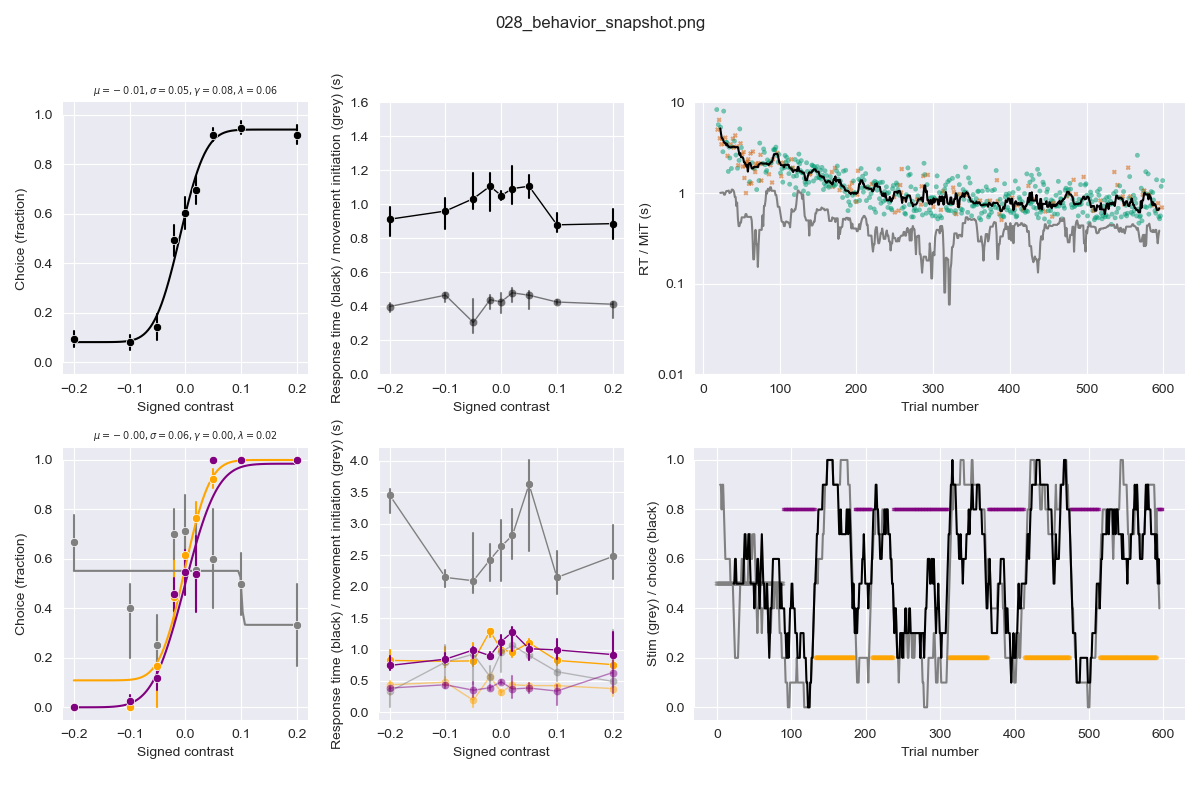 028_behavior_snapshot.png
μ = − 0.01, σ = 0.05, γ = 0.08, λ = 0.06
Choice (fraction)
1.0
0.8
0.6
0.4
0.2
0.0
−0.2 −0.1 0.0 0.1 0.2
Signed contrast
Response time (black) / movement initiation (grey) (s)
1.6
1.4
1.2
1.0
0.8
0.6
0.4
0.2
0.0
−0.2 −0.1 0.0 0.1 0.2
Signed contrast
RT / MiT (s)
10
1
0.1
0.01
0 100 200 300 400 500 600
Trial number
μ = − 0.00, σ = 0.06, γ = 0.00, λ = 0.02
Choice (fraction)
1.0
0.8
0.6
0.4
0.2
0.0
−0.2 −0.1 0.0 0.1 0.2
Signed contrast
Response time (black) / movement initiation (grey) (s)
4.0
3.5
3.0
2.5
2.0
1.5
1.0
0.5
0.0
−0.2 −0.1 0.0 0.1 0.2
Signed contrast
Stim (grey) / choice (black)
1.0
0.8
0.6
0.4
0.2
0.0
0 100 200 300 400 500 600
Trial number